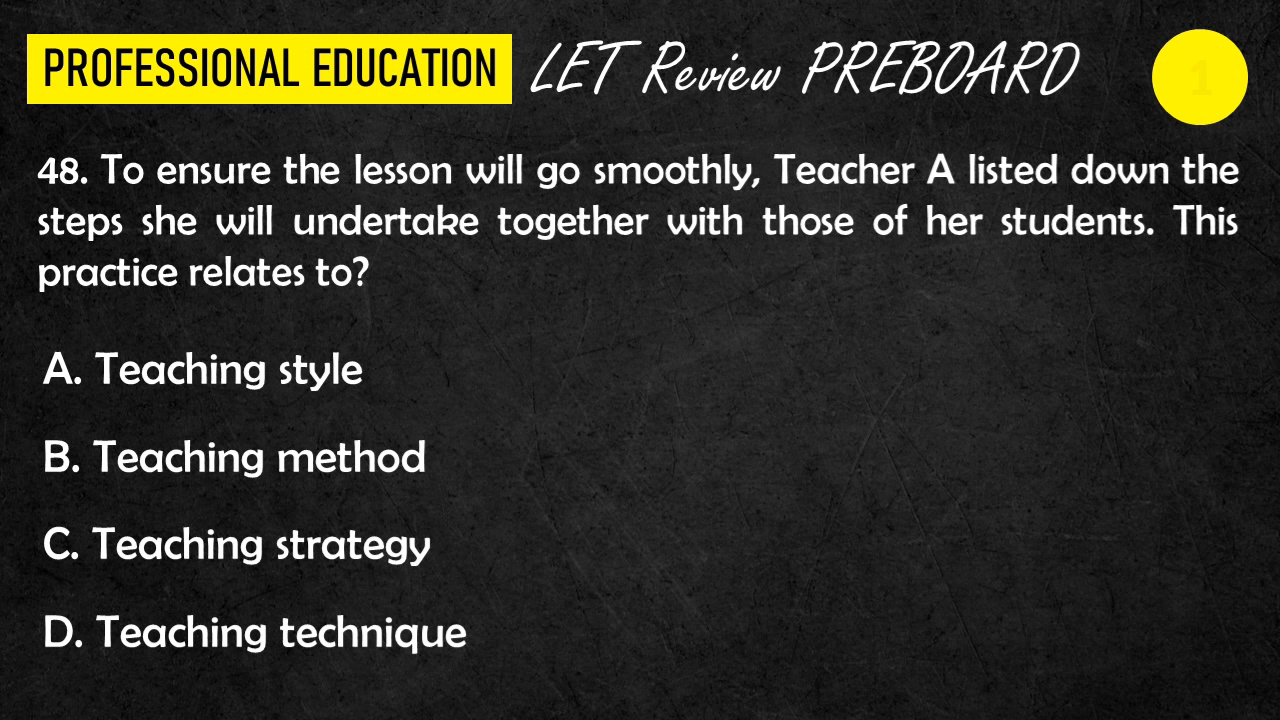 PROFESSIONAL EDUCATION LET Review PREBOARD 1
48. To ensure the lesson will go smoothly, Teacher A listed down the
steps she will undertake together with those of her students. This
practice relates to?
A. Teaching style
B. Teaching method
C. Teaching strategy
D. Teaching technique